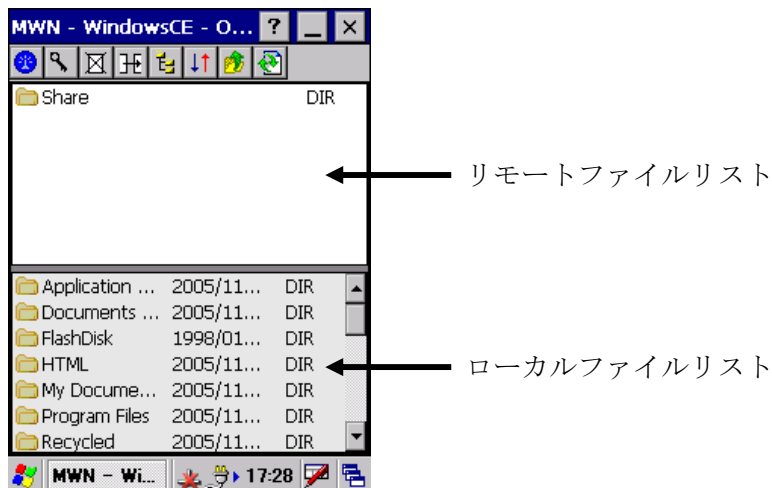 MWN - WindowsCE - O... ?
Share DIR
リモートファイルリスト
Application ... 2005/11... DIR
Documents ... 2005/11... DIR
FlashDisk 1998/01... DIR
HTML 2005/11... DIR
ローカルファイルリスト
My Docume... 2005/11... DIR
Program Files 2005/11... DIR
Recycled 2005/11... DIR
MWN - Wi... 17:28